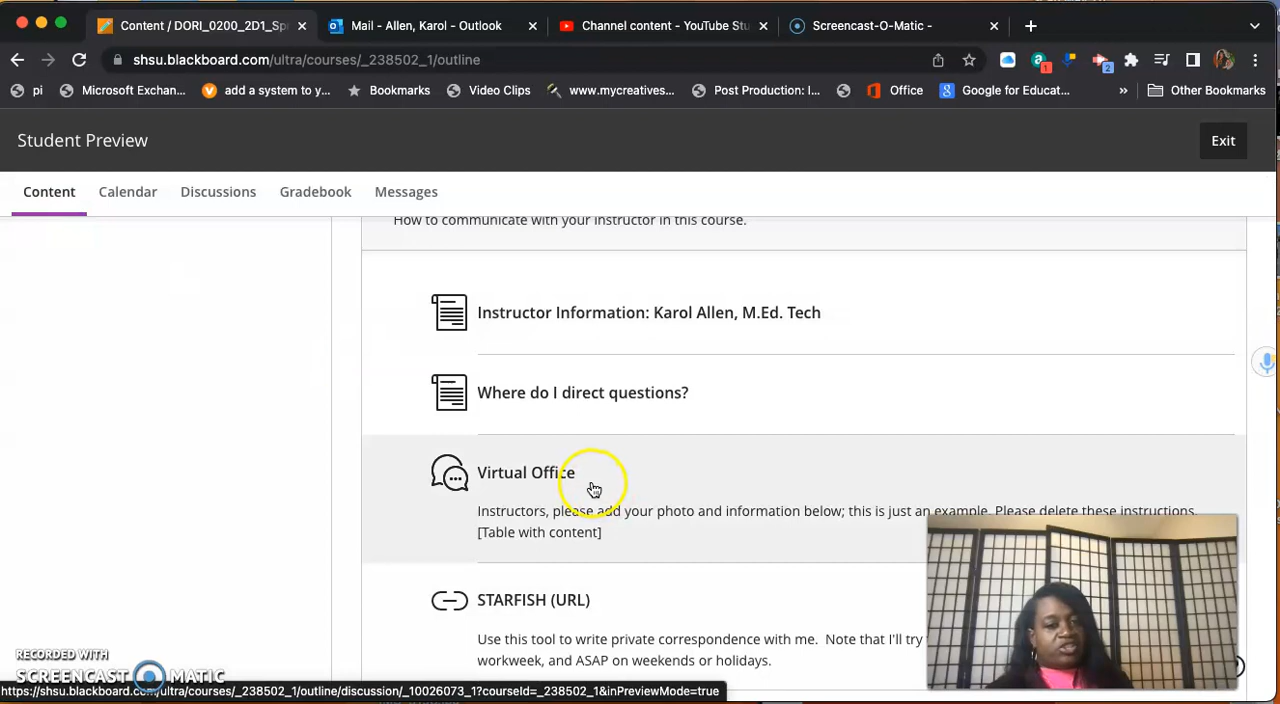 Content / DORI_0200_2D1_Sp
Mail - Allen, Karol - Outlook
Channel content - YouTube Stu
Screencast-O-Matic -
shsu.blackboard.com/ultra/courses/_238502_1/outline
1
2
pi
Microsoft Exchan...
add a system to y...
Bookmarks
Video Clips
www.mycreatives...
Post Production: I...
Office
Google for Educat...
»
Other Bookmarks
Student Preview
Exit
Content
Calendar
Discussions
Gradebook
Messages
How to communicate with your instructor in this course.
Instructor Information: Karol Allen, M.Ed. Tech
Where do I direct questions?
Virtual Office
Instructors, please add your photo and information below; this is just an example. Please delete these instructions.
[Table with content]
STARFISH (URL)
Use this tool to write private correspondence with me. Note that I'll try
workweek, and ASAP on weekends or holidays.
RECORDED WITH
SCREENCAST-O-MATIC
https://shsu.blackboard.com/ultra/courses/_238502_1/outline/discussion/_10026073_1?courseId=_238502_1&inPreviewMode=true